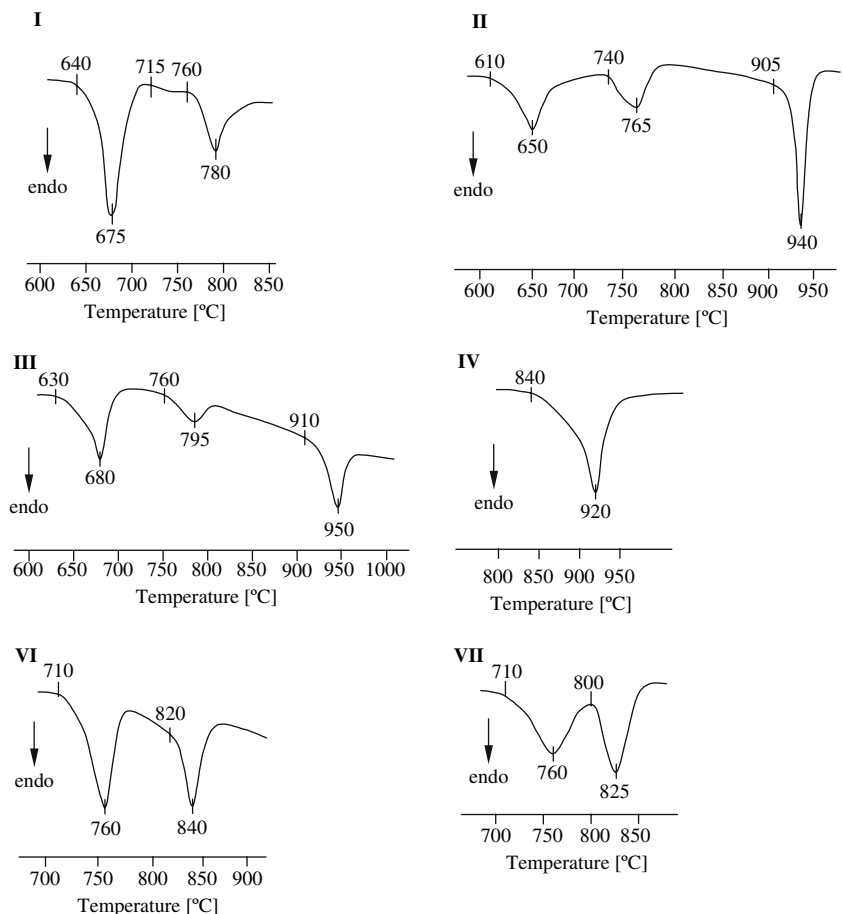 I
640 715 760
endo
780
675
600 650 700 750 800 850
Temperature [ºC]
II
610 740 905
endo
650 765
940
600 650 700 750 800 850 900 950
Temperature [ºC]
III
630 760 910
795
680
endo
950
600 650 700 750 800 850 900 950 1000
Temperature [ºC]
IV
840
endo
920
800 850 900 950
Temperature [ºC]
VI
710
820
endo
760 840
700 750 800 850 900
Temperature [ºC]
VII
710 800
endo
760
825
700 750 800 850
Temperature [ºC]